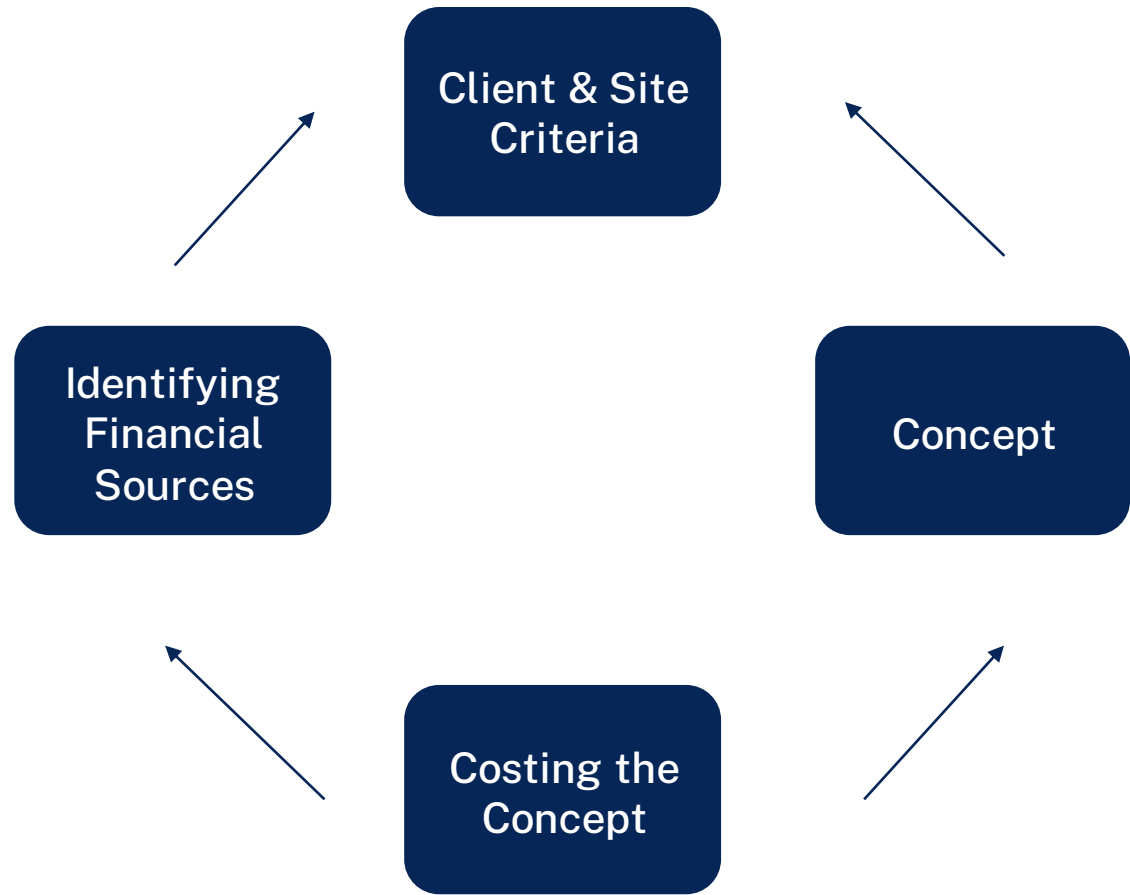 Client & Site
Criteria
Identifying
Financial
Sources
Concept
Costing the
Concept